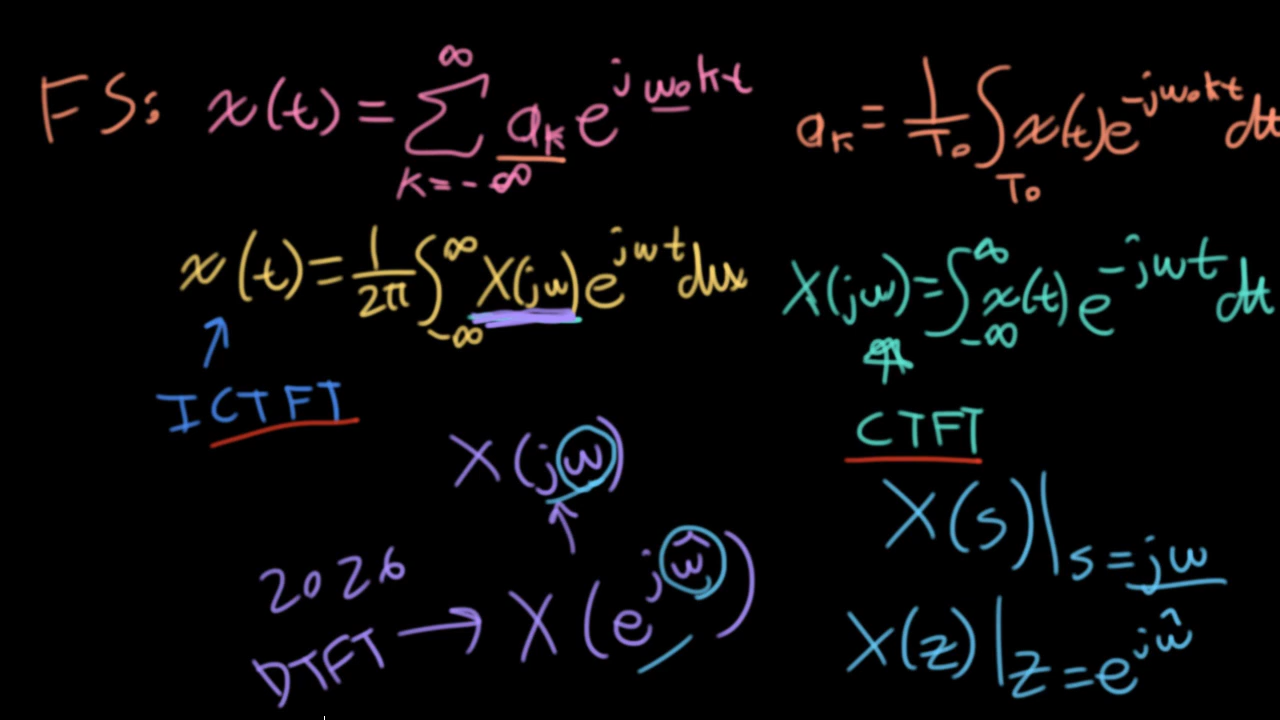 FS: x(t) = ∑_{k=-∞}^{∞} a_k e^{jω₀kt}    a_k = 1/T₀ ∫_{T₀} x(t) e^{-jω₀kt} dt
x(t) = 1/2π ∫_{-∞}^{∞} X(jω) e^{jωt} dω    X(jω) = ∫_{-∞}^{∞} x(t) e^{-jωt} dt
ICTFT    CTFT
X(jω)
X(s)|_{s=jω}
2026
DTFT → X(e^{jω̂})
X(z)|_{z=e^{jω̂}}